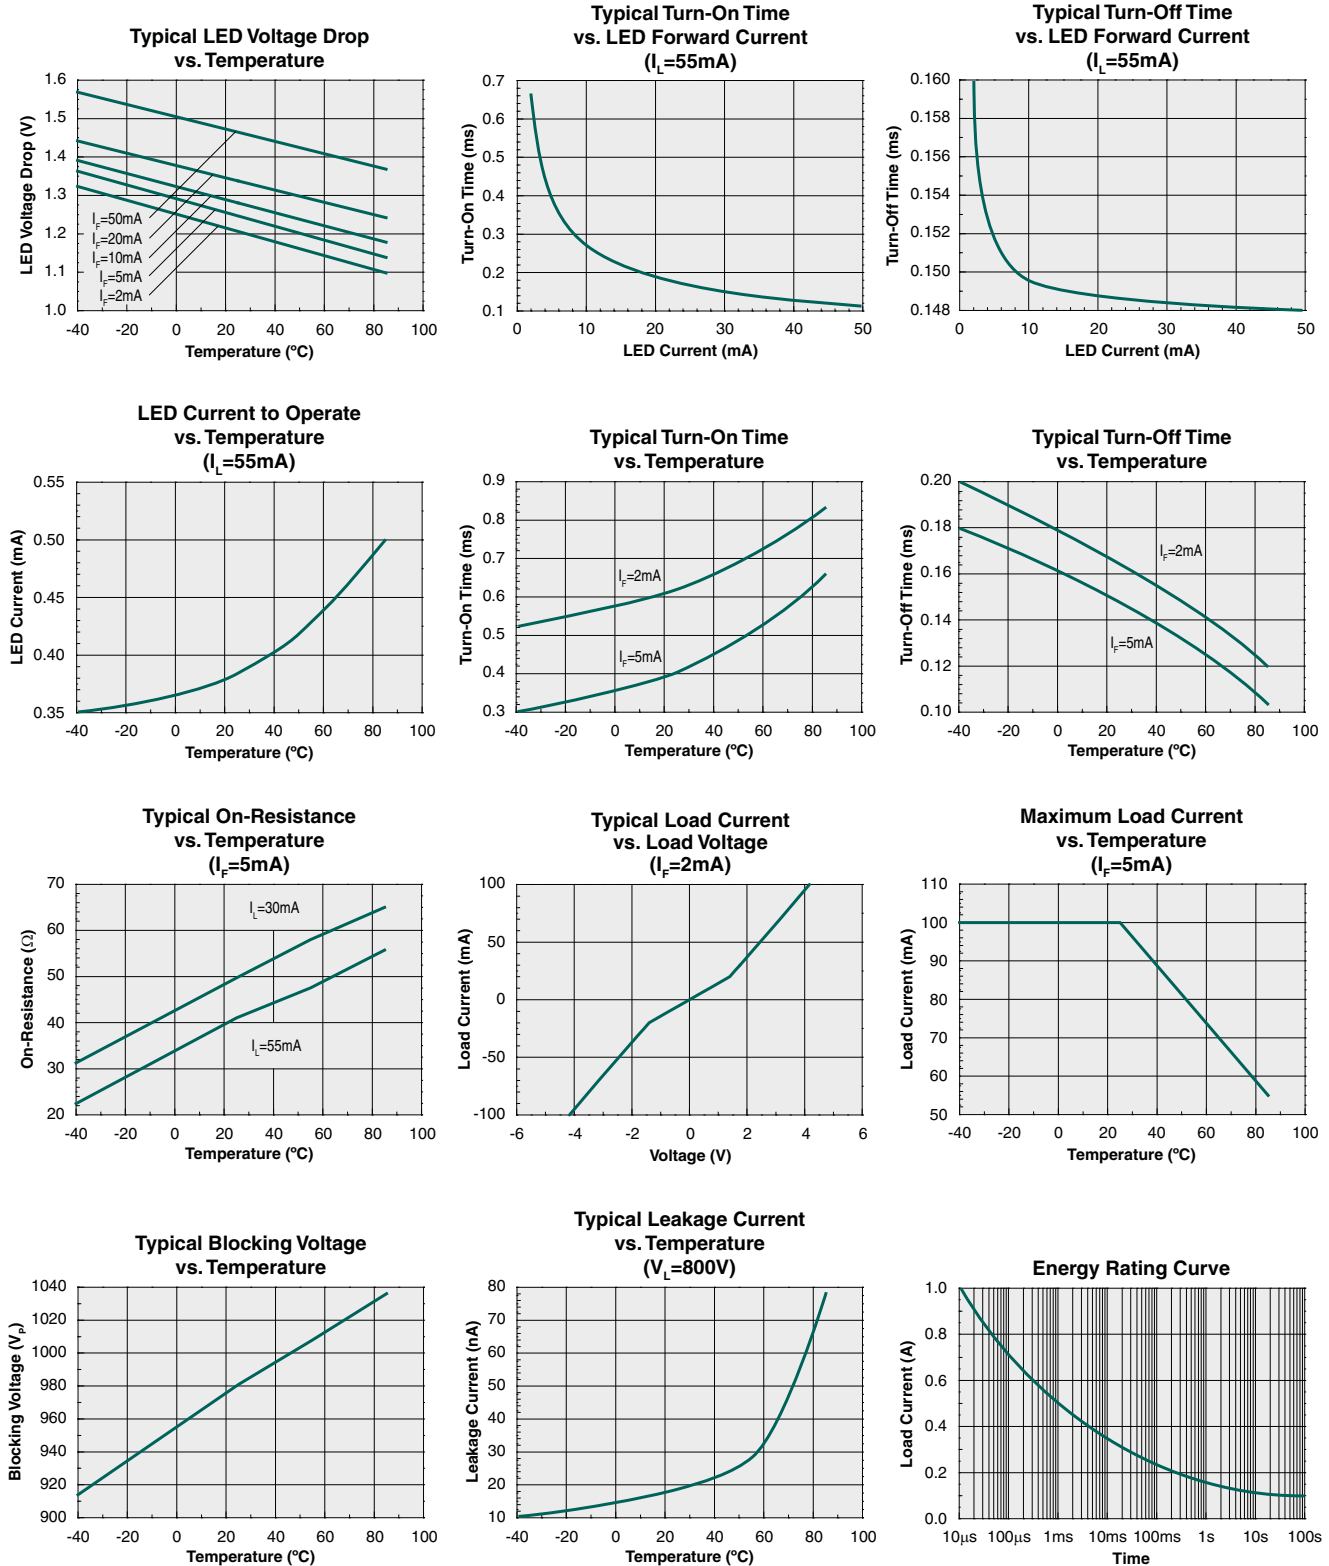 Typical LED Voltage Drop
vs. Temperature
LED Voltage Drop (V)
1.6
1.5
1.4
1.3
1.2
1.1
1.0
I_F=50mA
I_F=20mA
I_F=10mA
I_F=5mA
I_F=2mA
-40 -20 0 20 40 60 80 100
Temperature (ºC)
Typical Turn-On Time
vs. LED Forward Current
(I_L=55mA)
Turn-On Time (ms)
0.7
0.6
0.5
0.4
0.3
0.2
0.1
0 10 20 30 40 50
LED Current (mA)
Typical Turn-Off Time
vs. LED Forward Current
(I_L=55mA)
Turn-Off Time (ms)
0.160
0.158
0.156
0.154
0.152
0.150
0.148
0 10 20 30 40 50
LED Current (mA)
LED Current to Operate
vs. Temperature
(I_L=55mA)
LED Current (mA)
0.55
0.50
0.45
0.40
0.35
-40 -20 0 20 40 60 80 100
Temperature (ºC)
Typical Turn-On Time
vs. Temperature
Turn-On Time (ms)
0.9
0.8
0.7
0.6
0.5
0.4
0.3
I_F=2mA
I_F=5mA
-40 -20 0 20 40 60 80 100
Temperature (ºC)
Typical Turn-Off Time
vs. Temperature
Turn-Off Time (ms)
0.20
0.18
0.16
0.14
0.12
0.10
I_F=2mA
I_F=5mA
-40 -20 0 20 40 60 80 100
Temperature (ºC)
Typical On-Resistance
vs. Temperature
(I_F=5mA)
On-Resistance (Ω)
70
60
50
40
30
20
I_L=30mA
I_L=55mA
-40 -20 0 20 40 60 80 100
Temperature (ºC)
Typical Load Current
vs. Load Voltage
(I_F=2mA)
Load Current (mA)
100
50
0
-50
-100
-6 -4 -2 0 2 4 6
Voltage (V)
Maximum Load Current
vs. Temperature
(I_F=5mA)
Load Current (mA)
110
100
90
80
70
60
50
-40 -20 0 20 40 60 80 100
Temperature (ºC)
Typical Blocking Voltage
vs. Temperature
Blocking Voltage (V_P)
1040
1020
1000
980
960
940
920
900
-40 -20 0 20 40 60 80 100
Temperature (ºC)
Typical Leakage Current
vs. Temperature
(V_L=800V)
Leakage Current (nA)
80
70
60
50
40
30
20
10
-40 -20 0 20 40 60 80 100
Temperature (ºC)
Energy Rating Curve
Load Current (A)
1.0
0.8
0.6
0.4
0.2
0.0
10μs 100μs 1ms 10ms 100ms 1s 10s 100s
Time